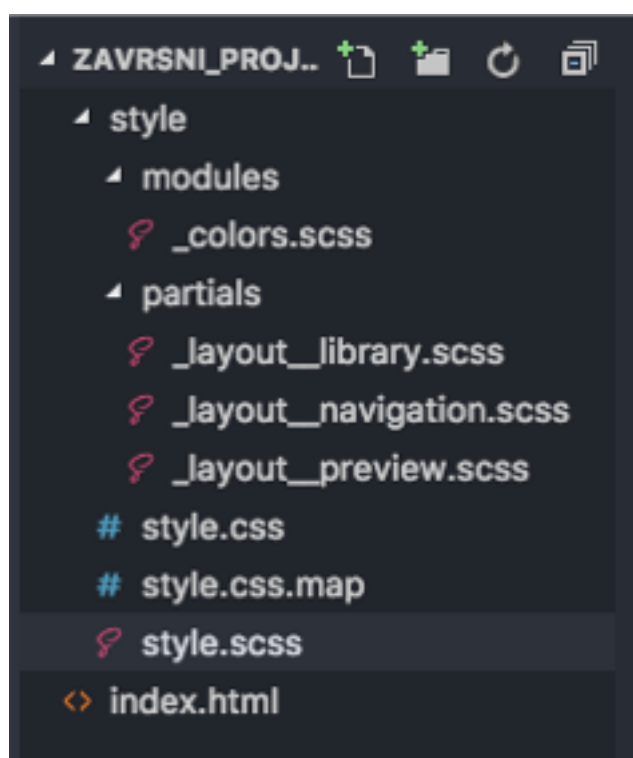 ZAVRSNI_PROJ..
style
modules
_colors.scss
partials
_layout__library.scss
_layout__navigation.scss
_layout__preview.scss
# style.css
# style.css.map
style.scss
<> index.html